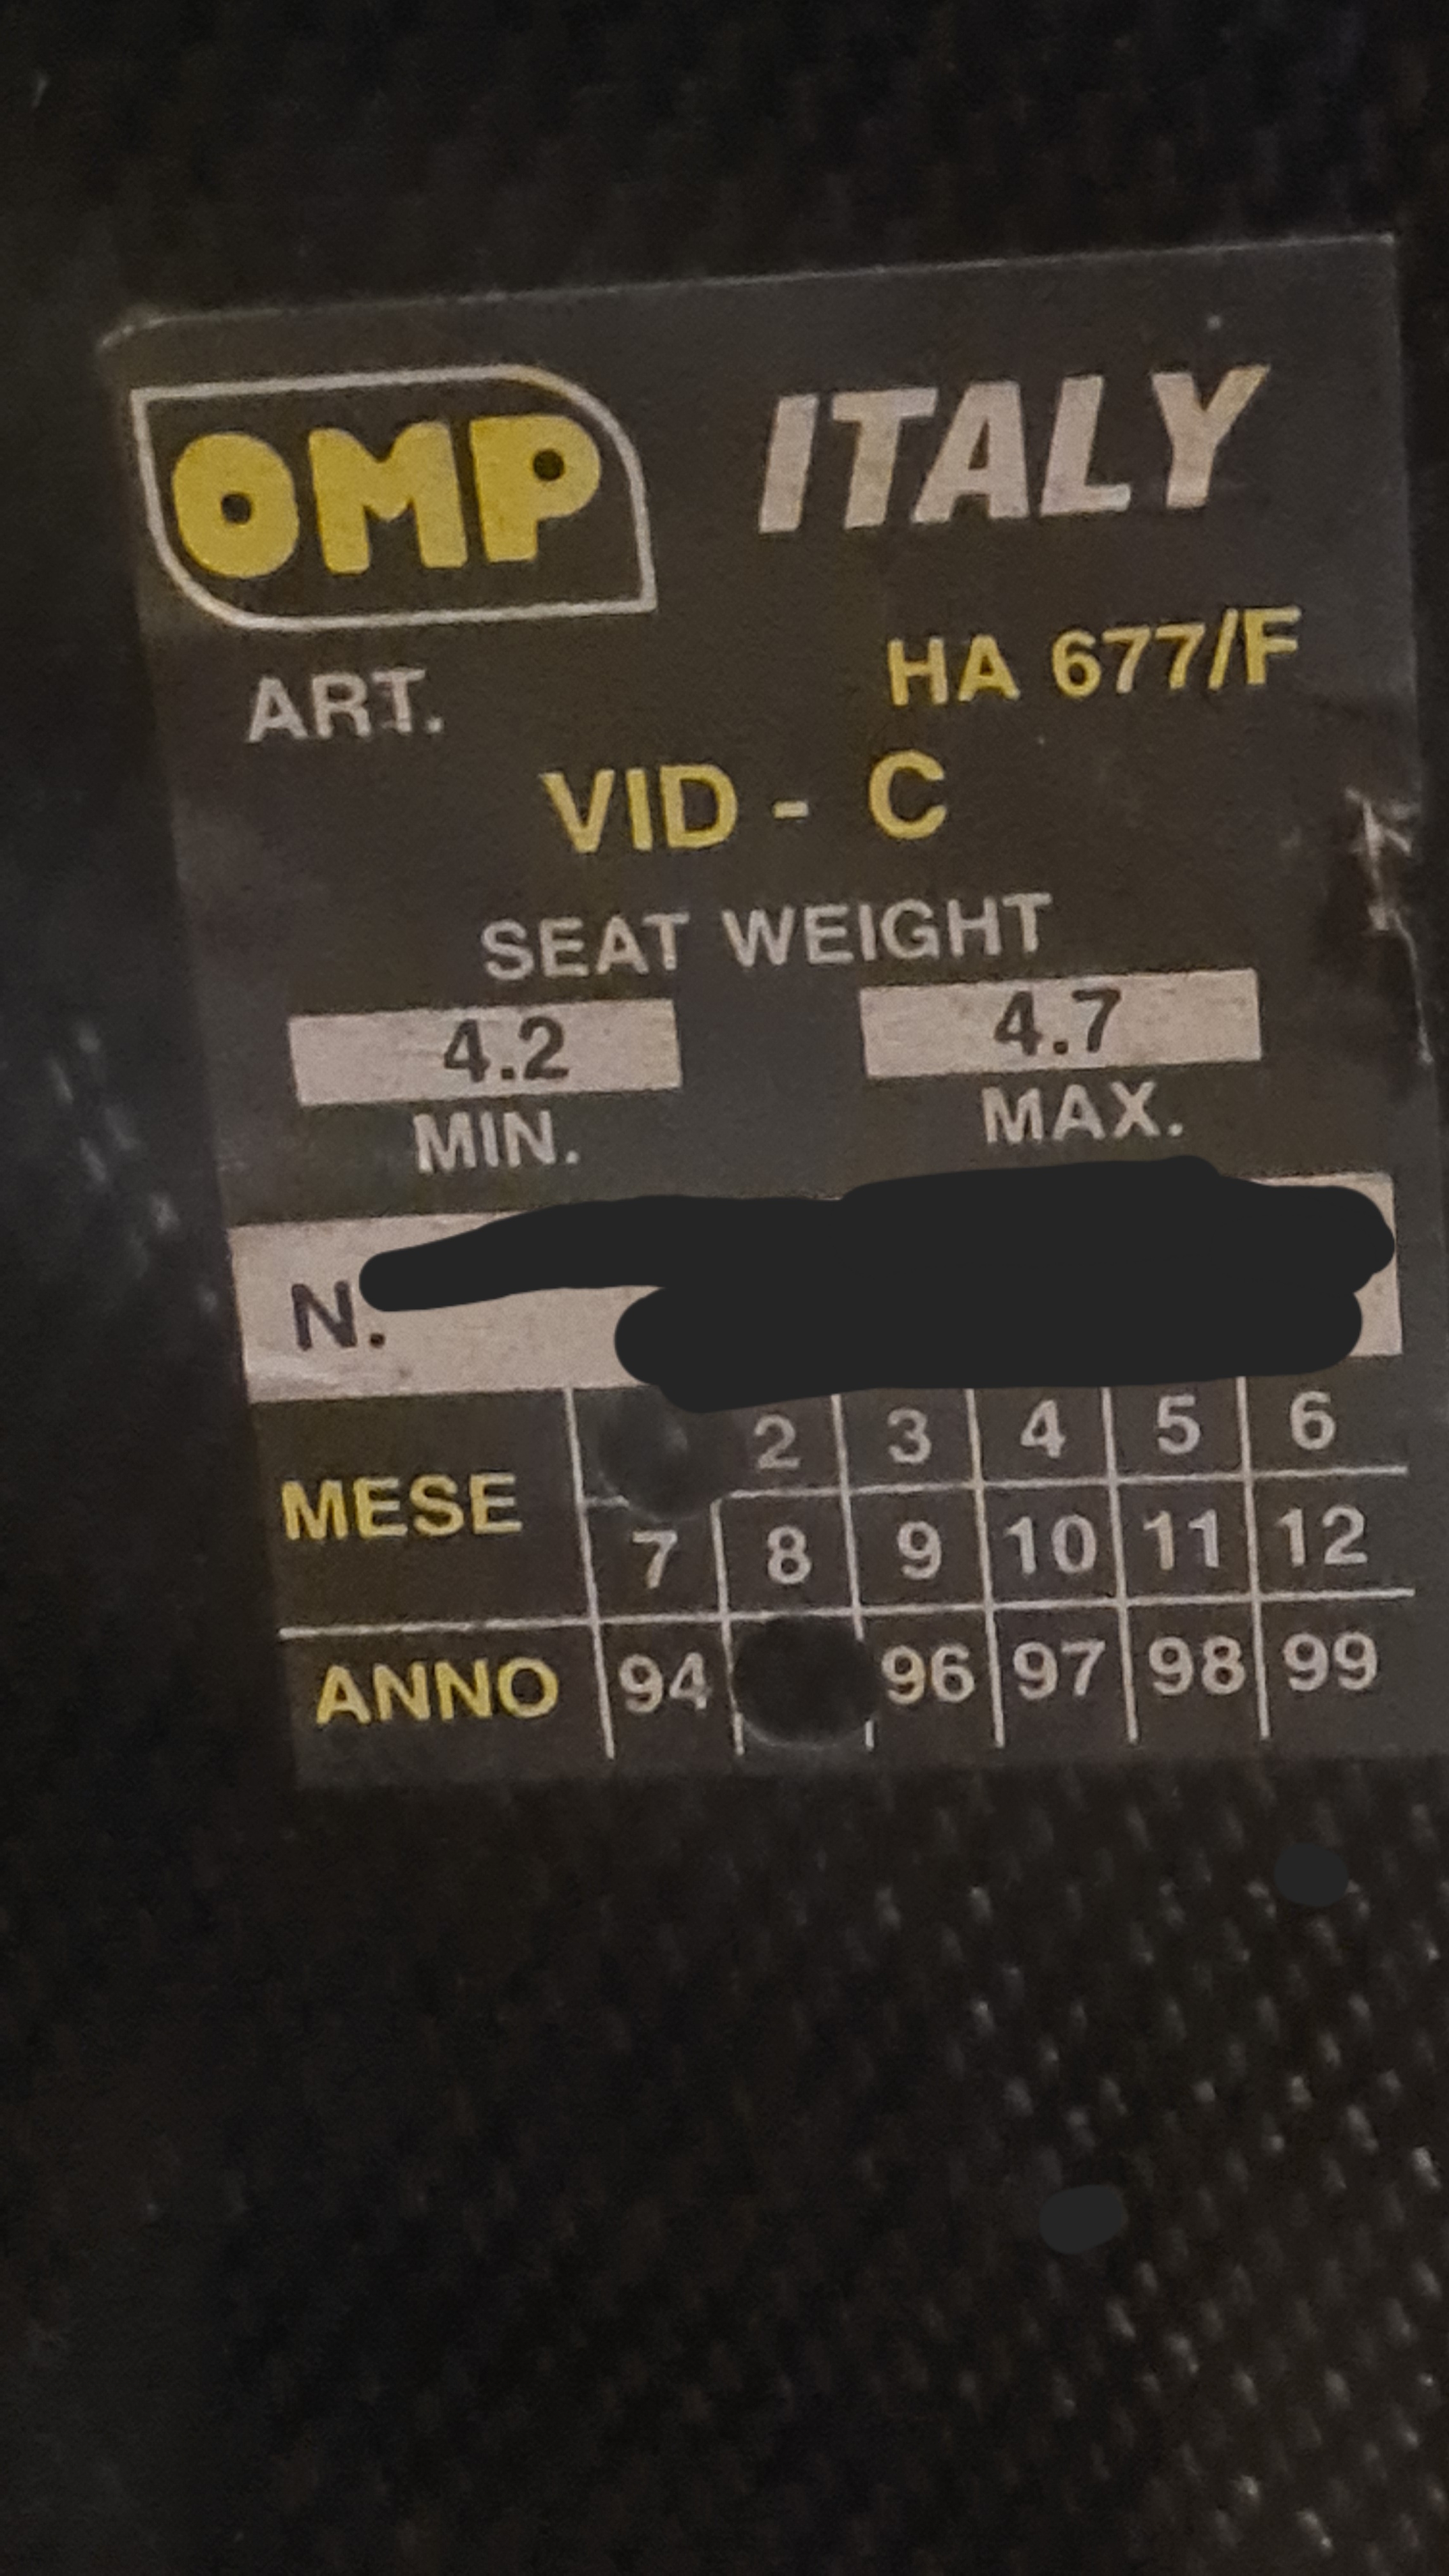 OMP ITALY
ART. HA 677/F
VID - C
SEAT WEIGHT
4.2 4.7
MIN. MAX.
N.
MESE 2 3 4 5 6
7 8 9 10 11 12
ANNO 94 96 97 98 99